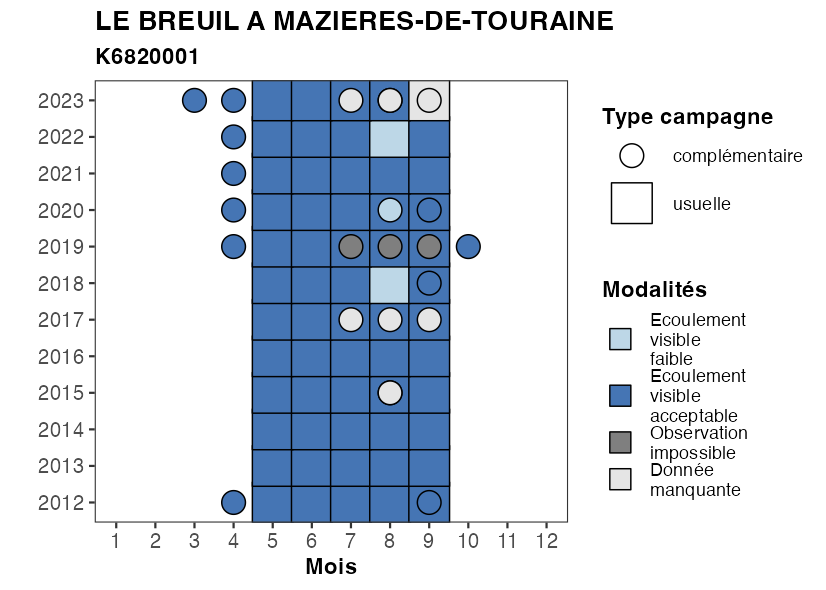 LE BREUIL A MAZIERES-DE-TOURAINE
K6820001
2023
2022
2021
2020
2019
2018
2017
2016
2015
2014
2013
2012
1 2 3 4 5 6 7 8 9 10 11 12
Mois
Type campagne
complémentaire
usuelle
Modalités
Ecoulement
visible
faible
Ecoulement
visible
acceptable
Observation
impossible
Donnée
manquante